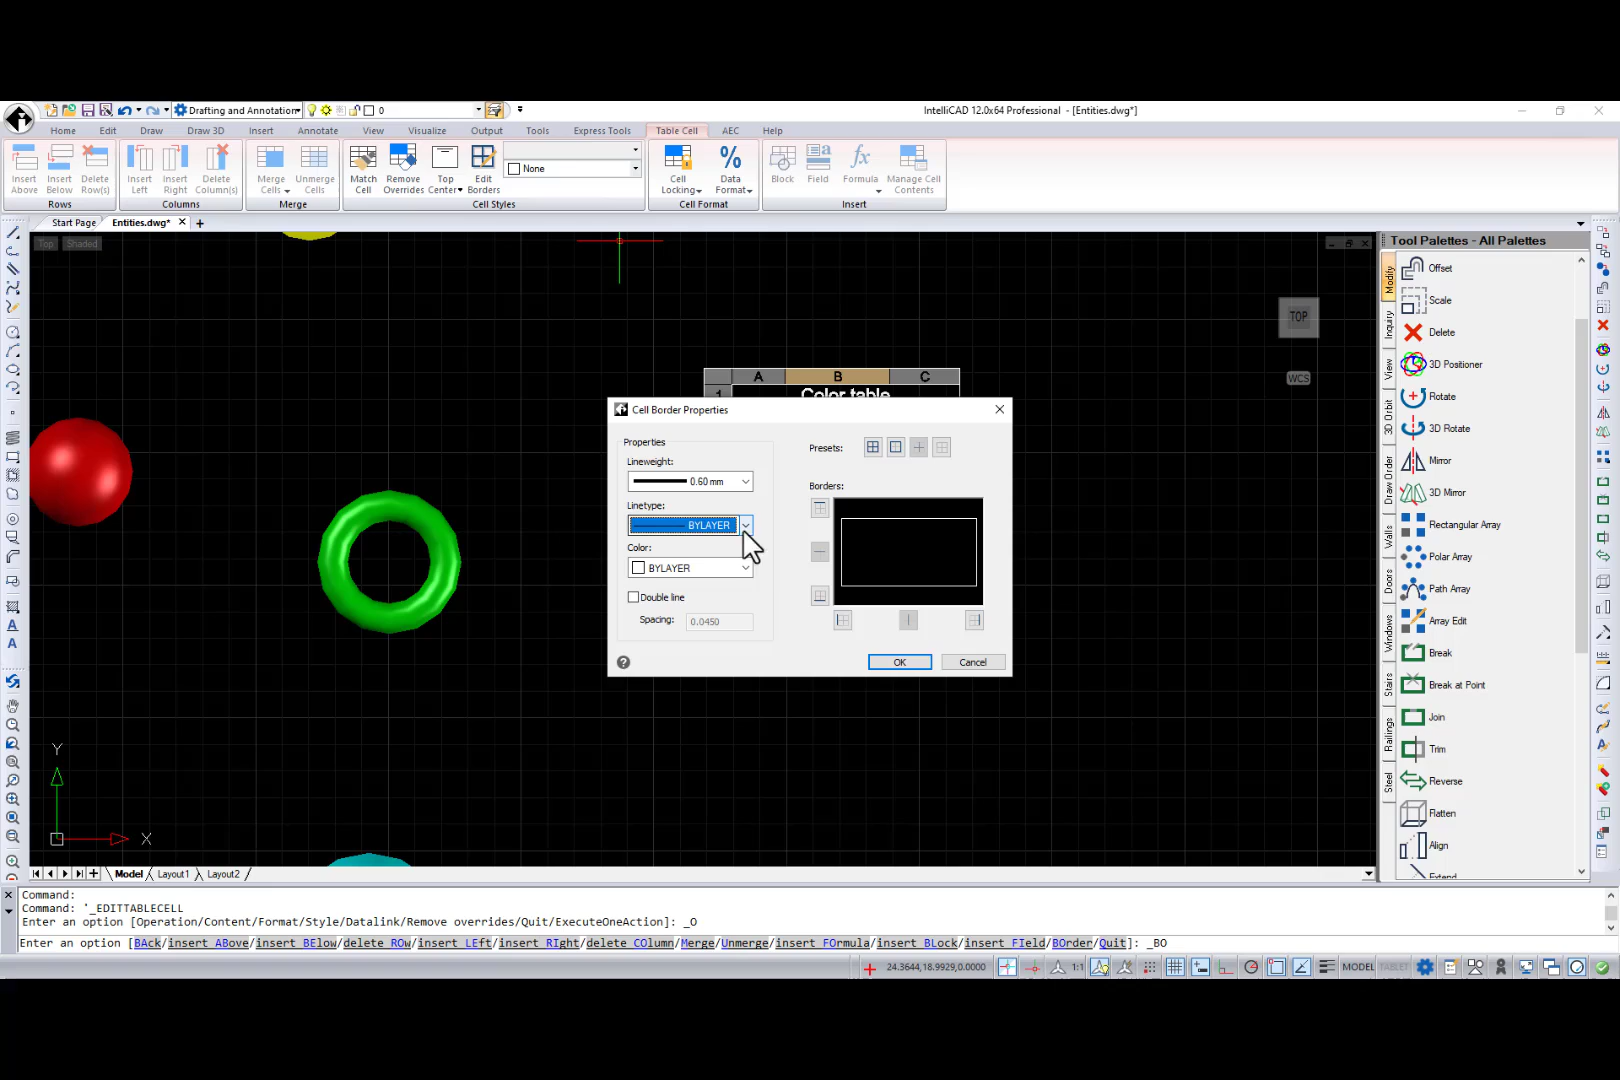 Drafting and Annotation
0
IntelliCAD 12.0x64 Professional - [Entities.dwg*]
Home Edit Draw Draw 3D Insert Annotate View Visualize Output Tools Express Tools Table Cell AEC Help
Insert Above
Insert Below
Delete Row(s)
Insert Left
Insert Right
Delete Column(s)
Merge Cells
Unmerge Cells
Match Cell
Remove Overrides
Top Center
Edit Borders
None
Cell Locking
Data Format
Block
Field
Formula
Manage Cell Contents
Rows Columns Merge Cell Styles Cell Format Insert
Start Page Entities.dwg*
Top Shaded
TOP
WCS
A B C
1 Color table
Cell Border Properties
Properties
Lineweight:
0.60 mm
Linetype:
BYLAYER
Color:
BYLAYER
Double line
Spacing: 0.0450
Presets:
Borders:
OK Cancel
Y
X
Tool Palettes - All Palettes
Modify
Inquiry
View
3D Orbit
Draw Order
Walls
Doors
Windows
Stairs
Railings
Steel
Offset
Scale
Delete
3D Positioner
Rotate
3D Rotate
Mirror
3D Mirror
Rectangular Array
Polar Array
Path Array
Array Edit
Break
Break at Point
Join
Trim
Reverse
Flatten
Align
Extend
Model Layout1 Layout2
Command:
Command: '_EDITTABLECELL
Enter an option [Operation/Content/Format/Style/Datalink/Remove overrides/Quit/ExecuteOneAction]: _O
Enter an option [BAck/insert ABove/insert BElow/delete ROw/insert LEft/insert RIght/delete COlumn/Merge/Unmerge/insert FOrmula/insert BLock/insert FIeld/BOrder/Quit]: _BO
24.3644,18.9929,0.0000 1:1 MODEL TABLET